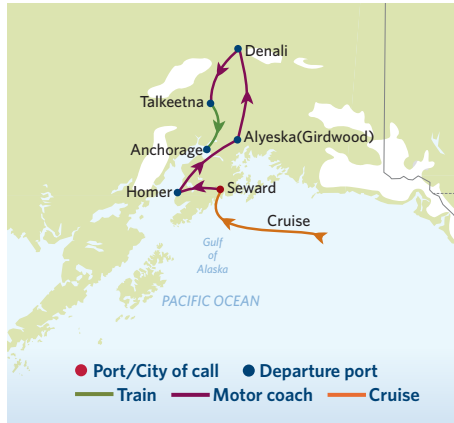 Denali
Talkeetna
Alyeska(Girdwood)
Anchorage
Homer
Seward
Cruise
Gulf
of
Alaska
PACIFIC OCEAN
Port/City of call
Departure port
Train
Motor coach
Cruise